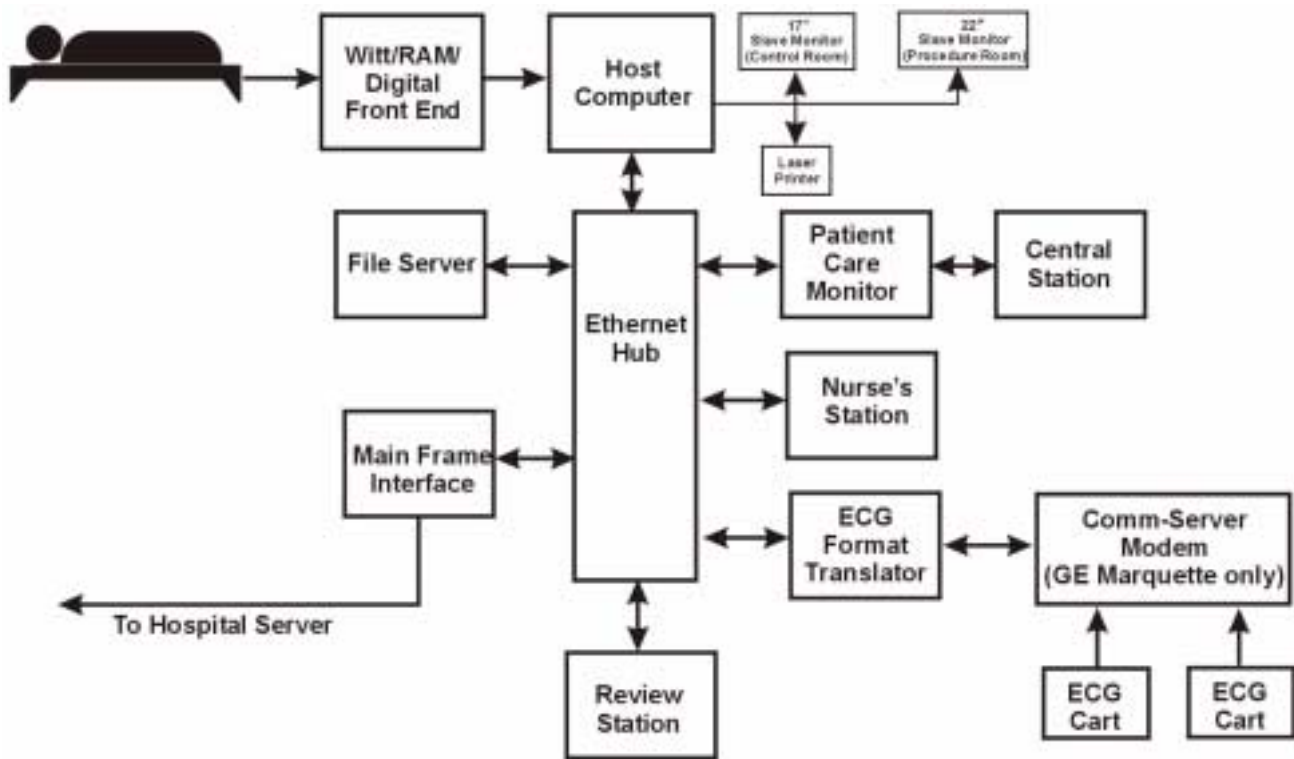 Witt/RAM/
Digital
Front End
Host
Computer
17"
Slave Monitor
(Control Room)
22"
Slave Monitor
(Procedure Room)
Laser
Printer
File Server
Ethernet
Hub
Patient
Care
Monitor
Central
Station
Nurse's
Station
Main Frame
Interface
ECG
Format
Translator
Comm-Server
Modem
(GE Marquette only)
To Hospital Server
Review
Station
ECG
Cart
ECG
Cart